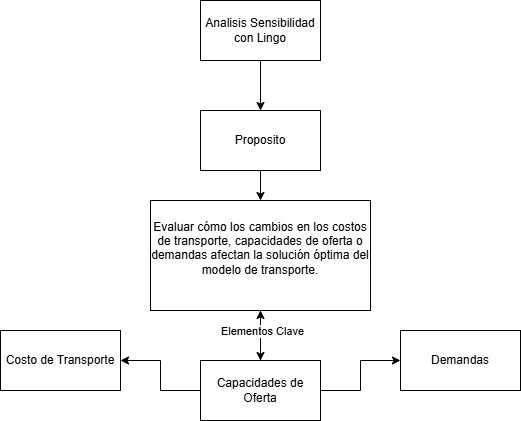 Analisis Sensibilidad
con Lingo
Proposito
Evaluar cómo los cambios en los costos
de transporte, capacidades de oferta o
demandas afectan la solución óptima del
modelo de transporte.
Elementos Clave
Costo de Transporte
Capacidades de
Oferta
Demandas